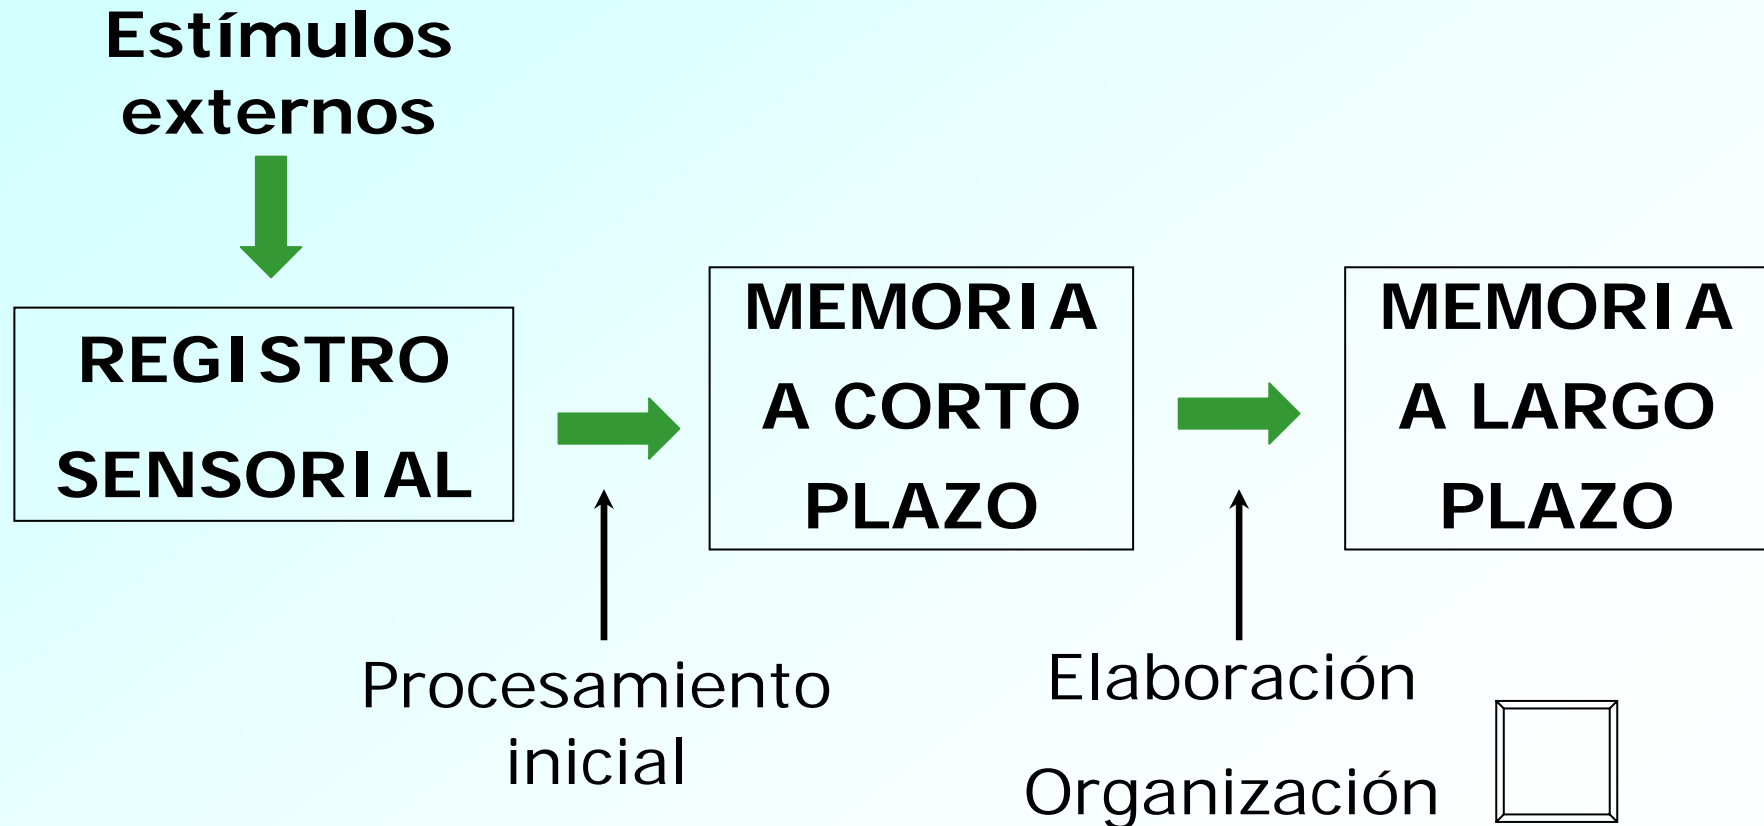 Estímulos
externos
REGISTRO
SENSORIAL
MEMORIA
A CORTO
PLAZO
MEMORIA
A LARGO
PLAZO
Procesamiento
inicial
Elaboración
Organización